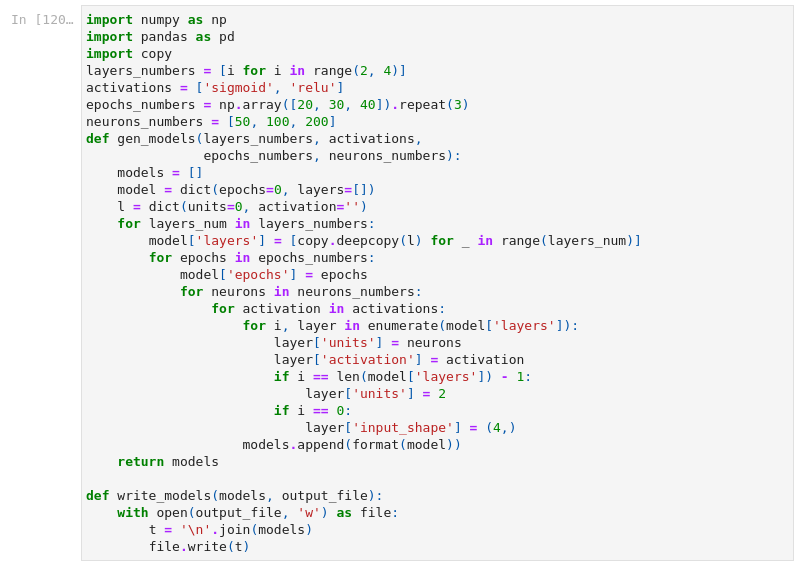 In [120…
import numpy as np
import pandas as pd
import copy
layers_numbers = [i for i in range(2, 4)]
activations = ['sigmoid', 'relu']
epochs_numbers = np.array([20, 30, 40]).repeat(3)
neurons_numbers = [50, 100, 200]
def gen_models(layers_numbers, activations,
               epochs_numbers, neurons_numbers):
    models = []
    model = dict(epochs=0, layers=[])
    l = dict(units=0, activation='')
    for layers_num in layers_numbers:
        model['layers'] = [copy.deepcopy(l) for _ in range(layers_num)]
        for epochs in epochs_numbers:
            model['epochs'] = epochs
            for neurons in neurons_numbers:
                for activation in activations:
                    for i, layer in enumerate(model['layers']):
                        layer['units'] = neurons
                        layer['activation'] = activation
                        if i == len(model['layers']) - 1:
                            layer['units'] = 2
                        if i == 0:
                            layer['input_shape'] = (4,)
                    models.append(format(model))
    return models

def write_models(models, output_file):
    with open(output_file, 'w') as file:
        t = '\n'.join(models)
        file.write(t)